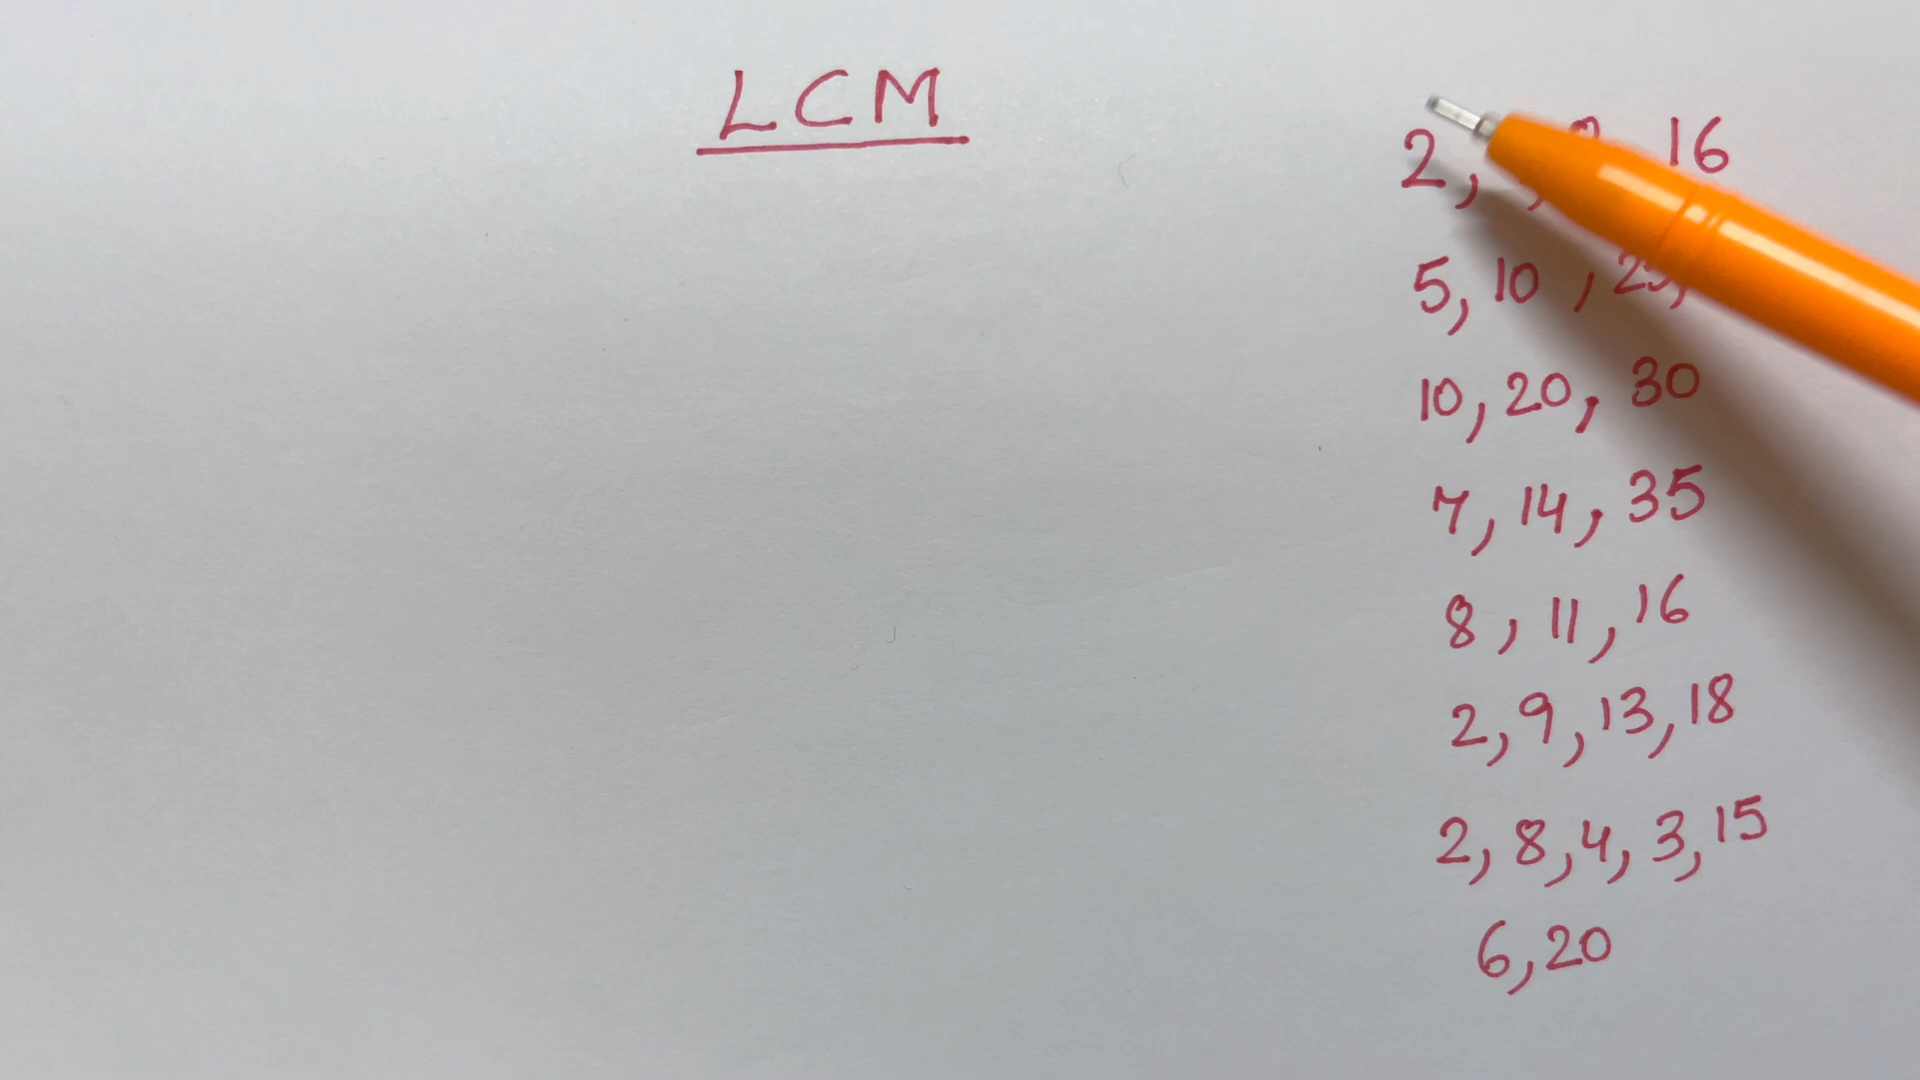 LCM
2, 16
5, 10, 25,
10, 20, 30
7, 14, 35
8, 11, 16
2, 9, 13, 18
2, 8, 4, 3, 15
6, 20